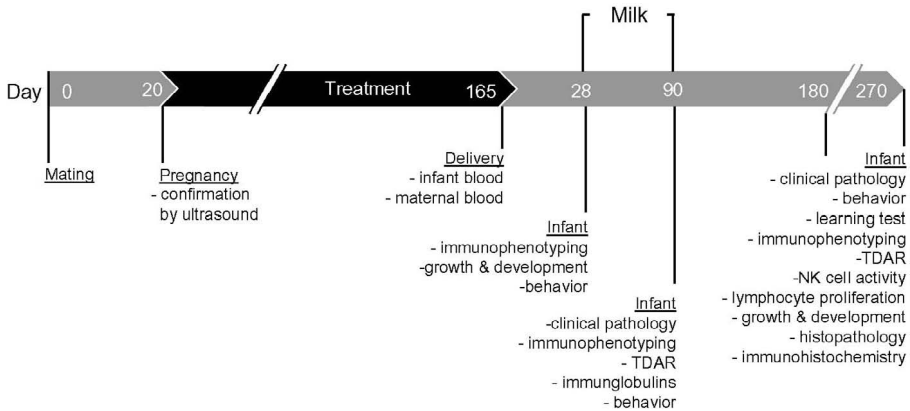 Milk
Day 0 20 Treatment 165 28 90 180 270
Mating
Pregnancy
- confirmation
by ultrasound
Delivery
- infant blood
- maternal blood
Infant
- immunophenotyping
-growth & development
-behavior
Infant
-clinical pathology
- immunophenotyping
- TDAR
- immunglobulins
- behavior
Infant
- clinical pathology
- behavior
- learning test
- immunophenotyping
-TDAR
-NK cell activity
- lymphocyte proliferation
- growth & development
- histopathology
- immunohistochemistry